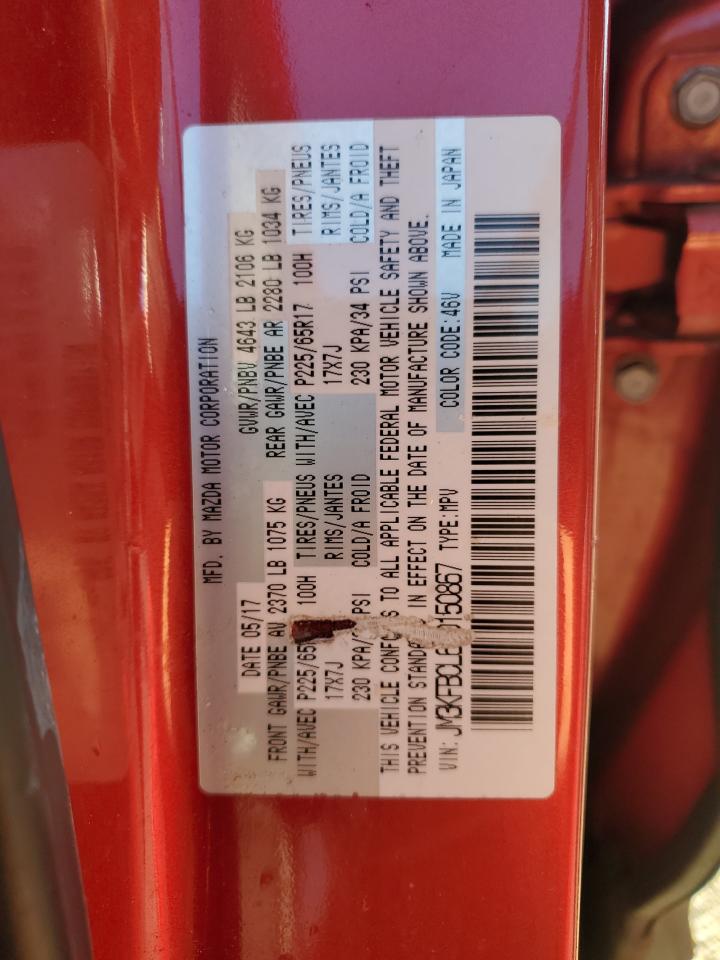 MFD. BY MAZDA MOTOR CORPORATION
DATE 05/17 GVWR/PNBV 4643 LB 2106 KG
FRONT GAWR/PNBE AV 2370 LB 1075 KG REAR GAWR/PNBE AR 2280 LB 1034 KG
WITH/AVEC P225/65 100H TIRES/PNEUS WITH/AVEC P225/65R17 100H TIRES/PNEUS
17X7J RIMS/JANTES 17X7J RIMS/JANTES
230 KPA/ PSI COLD/A FROID 230 KPA/34 PSI COLD/A FROID
THIS VEHICLE TO ALL APPLICABLE FEDERAL MOTOR VEHICLE SAFETY AND THEFT
PREVENTION IN EFFECT ON THE DATE OF MANUFACTURE SHOWN ABOVE.
VIN: JM3KFBCL 150867 TYPE:MPV COLOR CODE:46V MADE IN JAPAN